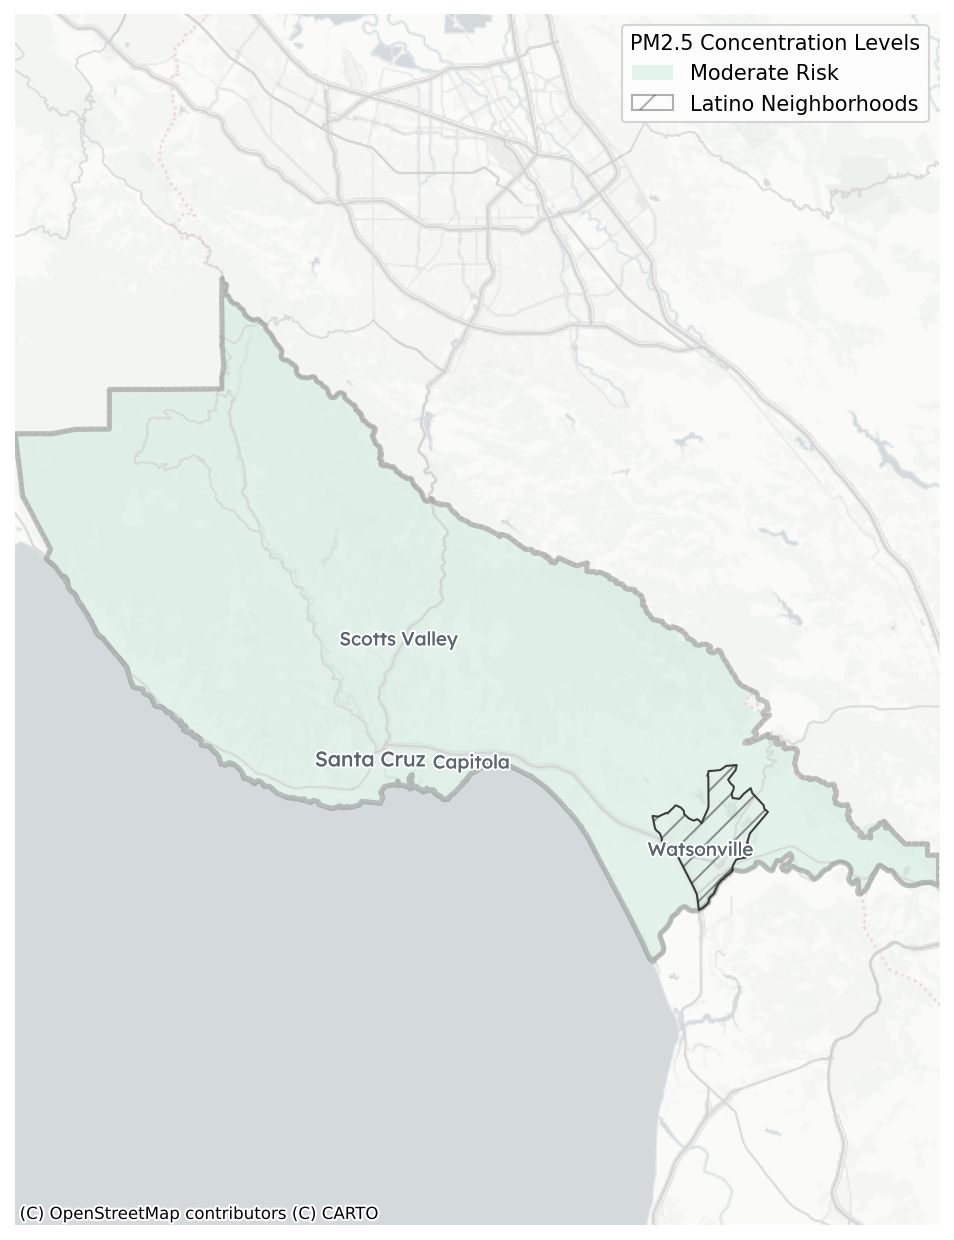 PM2.5 Concentration Levels
Moderate Risk
Latino Neighborhoods
Scotts Valley
Santa Cruz
Capitola
Watsonville
(C) OpenStreetMap contributors (C) CARTO